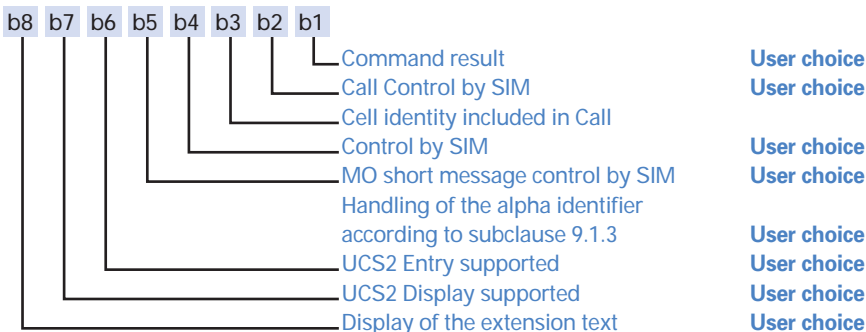 b8 b7 b6 b5 b4 b3 b2 b1
Command result User choice
Call Control by SIM User choice
Cell identity included in Call
Control by SIM User choice
MO short message control by SIM User choice
Handling of the alpha identifier
according to subclause 9.1.3 User choice
UCS2 Entry supported User choice
UCS2 Display supported User choice
Display of the extension text User choice